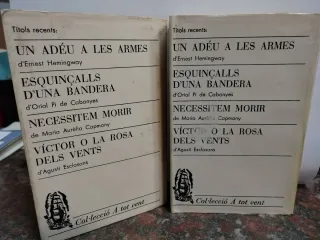 Títols recents:
UN ADÉU A LES ARMES
d'Ernest Hemingway
ESQUINÇALLS
D'UNA BANDERA
d'Oriol Pi de Cabanyes
NECESSITEM MORIR
de Maria Aurèlia Capmany
VÍCTOR O LA ROSA
DELS VENTS
d'Agustí Esclasans
Col·lecció A tot vent
Títols recents:
UN ADÉU A LES ARMES
d'Ernest Hemingway
ESQUINÇALLS
D'UNA BANDERA
d'Oriol Pi de Cabanyes
NECESSITEM MORIR
de Maria Aurèlia Capmany
VÍCTOR O LA ROSA
DELS VENTS
d'Agustí Esclasans
Col·lecció A tot vent